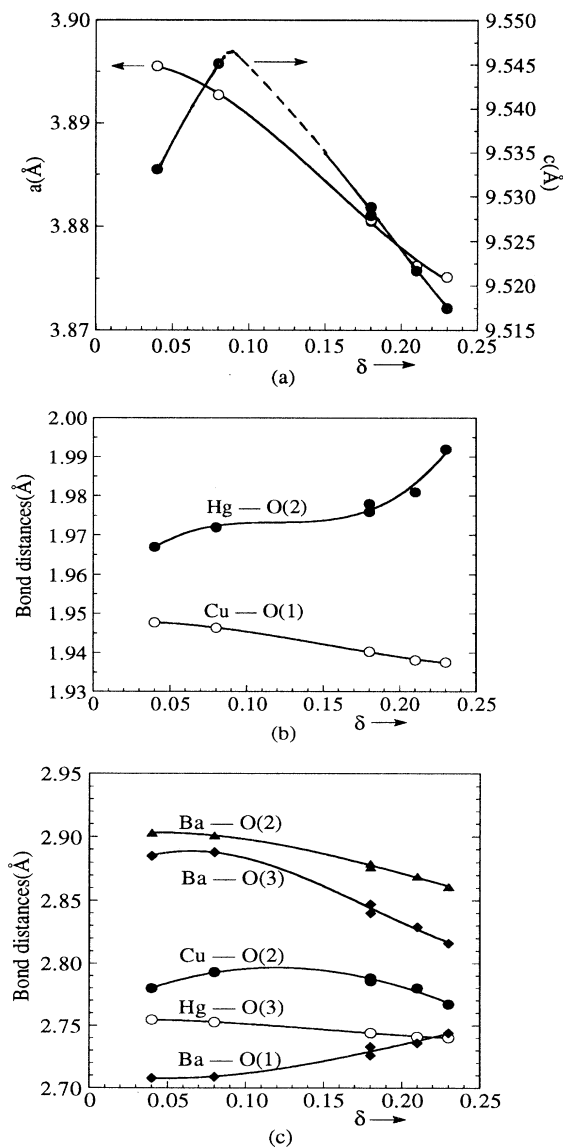 3.90
3.89
3.88
3.87
a(Å)
9.550
9.545
9.540
9.535
9.530
9.525
9.520
9.515
c(Å)
0 0.05 0.10 0.15 0.20 0.25
δ →
(a)
2.00
1.99
1.98
1.97
1.96
1.95
1.94
1.93
Bond distances(Å)
Hg — O(2)
Cu — O(1)
0 0.05 0.10 0.15 0.20 0.25
δ →
(b)
2.95
2.90
2.85
2.80
2.75
2.70
Bond distances(Å)
Ba — O(2)
Ba — O(3)
Cu — O(2)
Hg — O(3)
Ba — O(1)
0 0.05 0.10 0.15 0.20 0.25
δ →
(c)